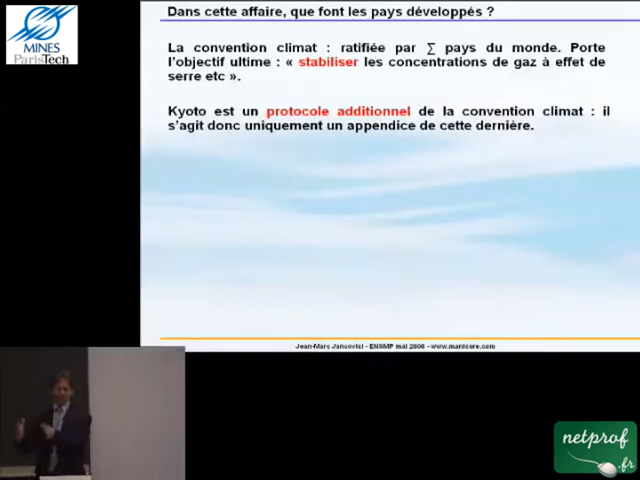 MINES
ParisTech
Dans cette affaire, que font les pays développés ?
La convention climat : ratifiée par ∑ pays du monde. Porte
l'objectif ultime : « stabiliser les concentrations de gaz à effet de
serre etc ».
Kyoto est un protocole additionnel de la convention climat : il
s'agit donc uniquement un appendice de cette dernière.
Jean-Marc Jancovici - ENSMP mai 2008 - www.manicore.com
netprof
.fr